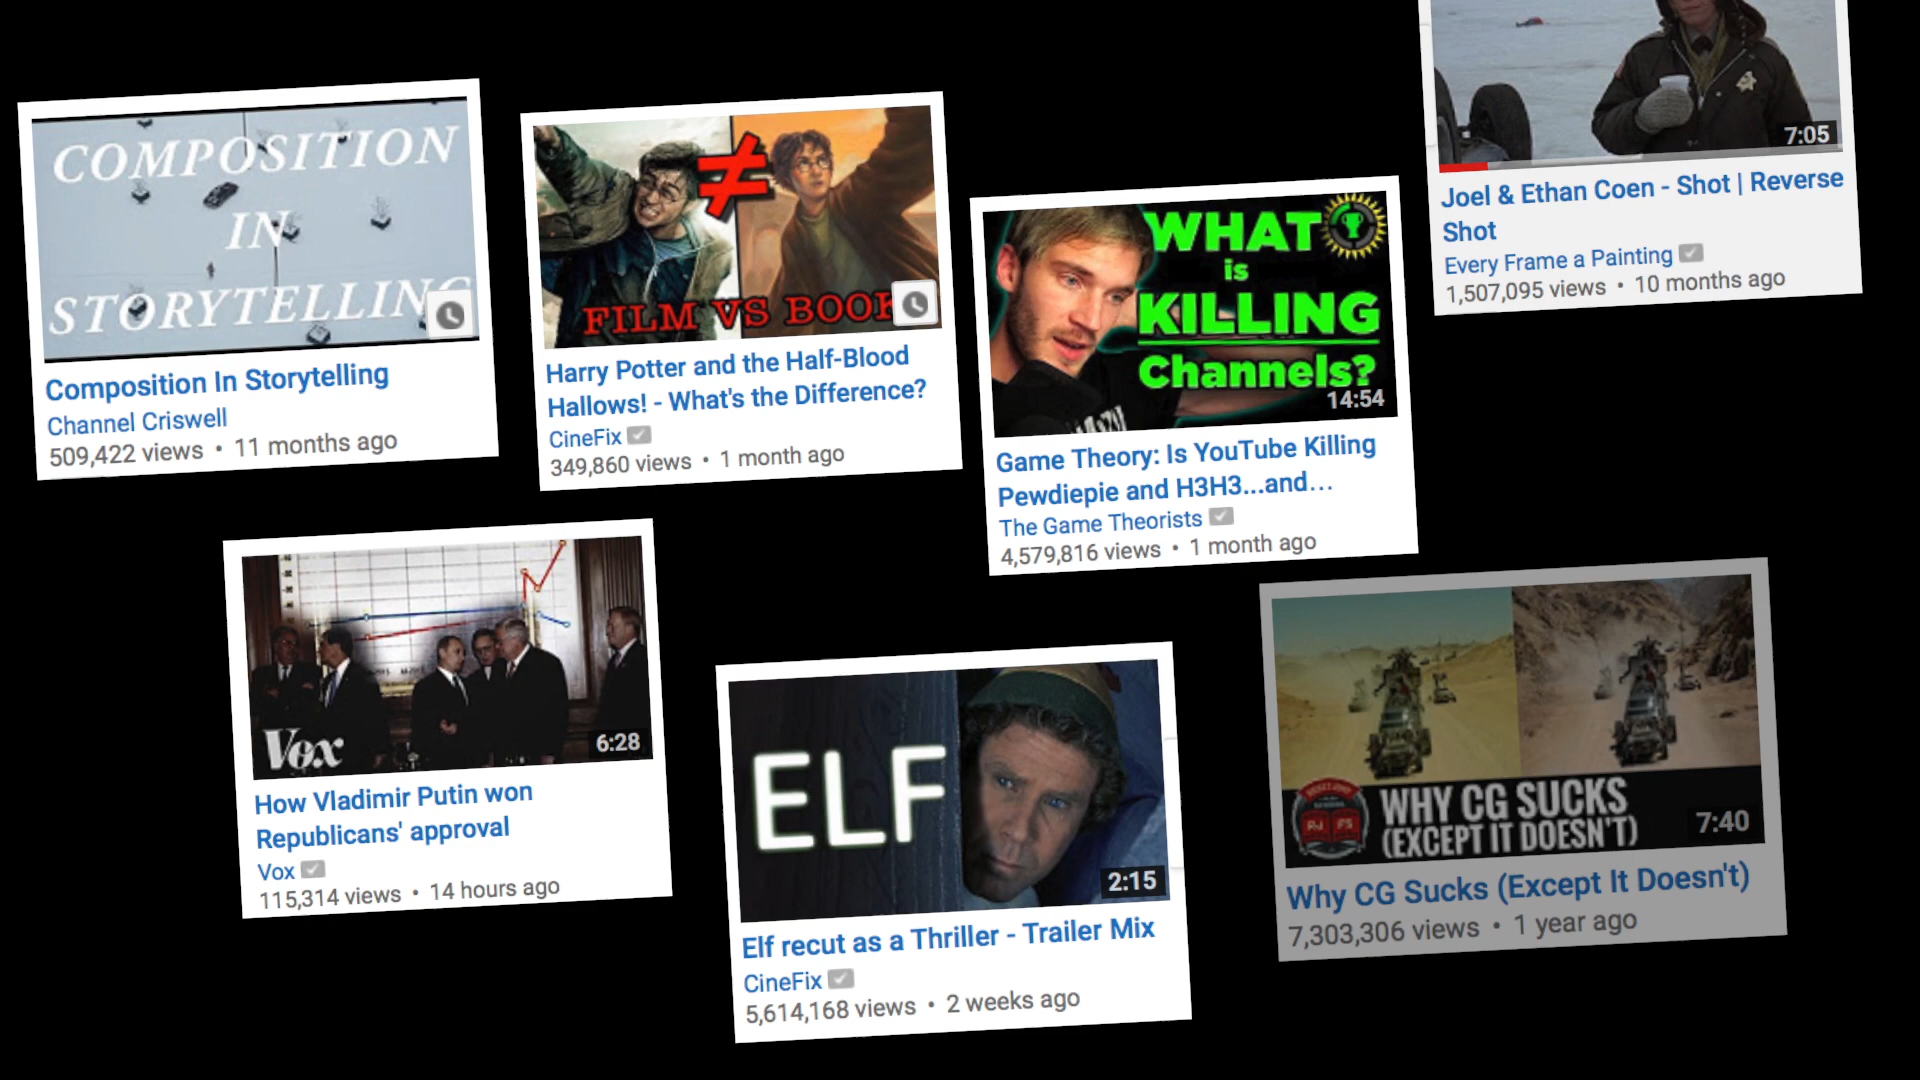 COMPOSITION
IN
STORYTELLING
Composition In Storytelling
Channel Criswell
509,422 views • 11 months ago
≠
FILM VS BOOK
Harry Potter and the Half-Blood
Hallows! - What's the Difference?
CineFix
349,860 views • 1 month ago
WHAT
is
KILLING
Channels?
14:54
Game Theory: Is YouTube Killing
Pewdiepie and H3H3...and...
The Game Theorists
4,579,816 views • 1 month ago
7:05
Joel & Ethan Coen - Shot | Reverse
Shot
Every Frame a Painting
1,507,095 views • 10 months ago
Vox
6:28
How Vladimir Putin won
Republicans' approval
Vox
115,314 views • 14 hours ago
ELF
2:15
Elf recut as a Thriller - Trailer Mix
CineFix
5,614,168 views • 2 weeks ago
RJ FS
WHY CG SUCKS
(EXCEPT IT DOESN'T)
7:40
Why CG Sucks (Except It Doesn't)
7,303,306 views • 1 year ago